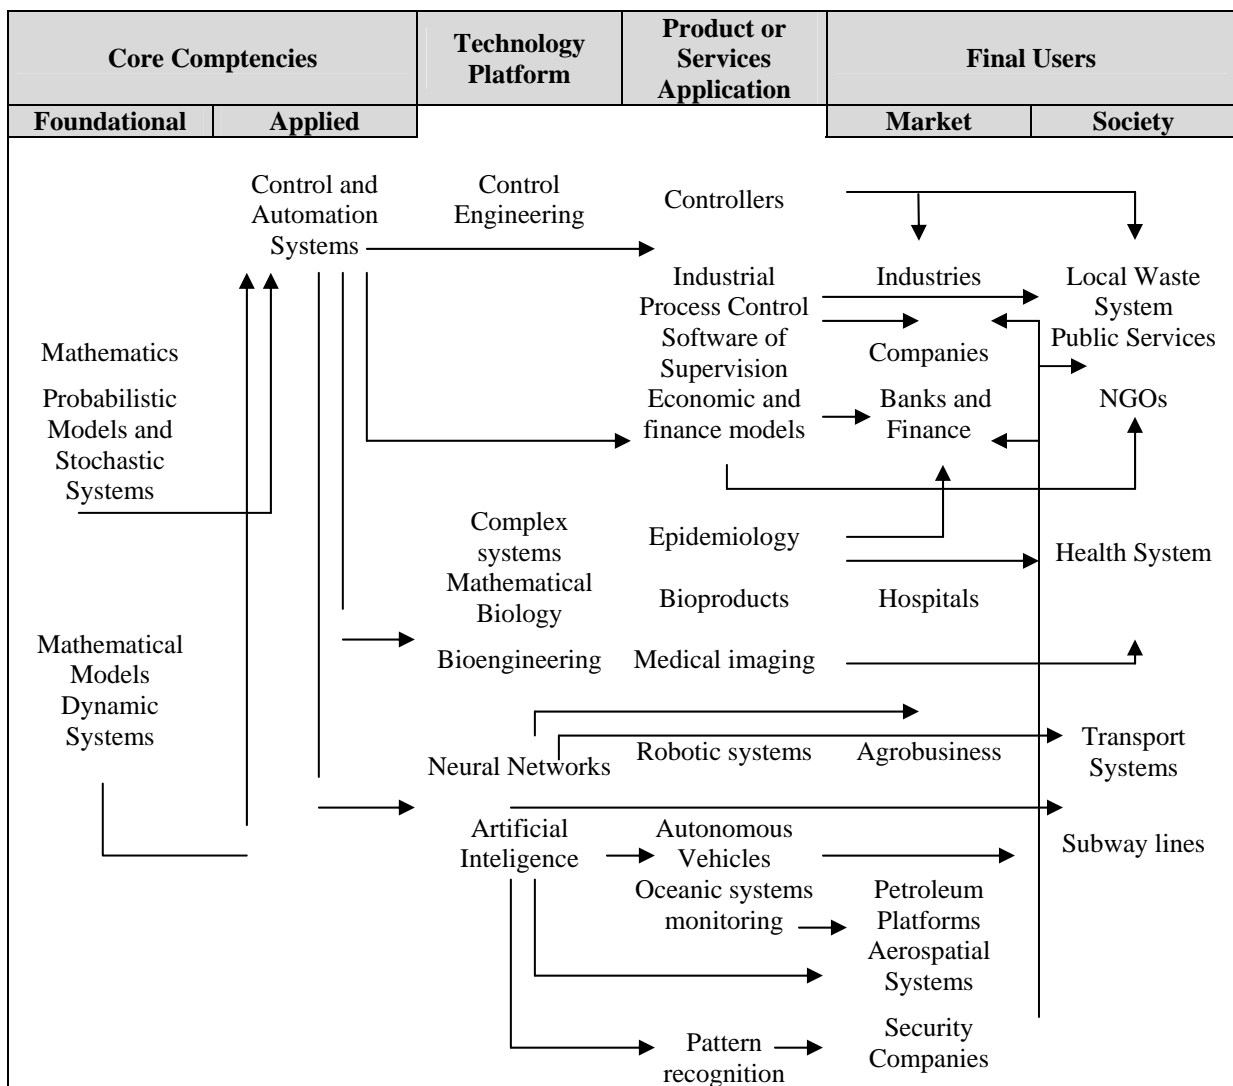 Core Comptencies
Technology
Platform
Product or
Services
Application
Final Users
Foundational
Applied
Market
Society
Control and
Automation
Systems
Control
Engineering
Controllers
Industrial
Process Control
Software of
Supervision
Economic and
finance models
Industries
Companies
Banks and
Finance
Local Waste
System
Public Services
NGOs
Mathematics
Probabilistic
Models and
Stochastic
Systems
Complex
systems
Mathematical
Biology
Bioengineering
Epidemiology
Bioproducts
Medical imaging
Hospitals
Health System
Mathematical
Models
Dynamic
Systems
Neural Networks
Robotic systems
Agrobusiness
Transport
Systems
Artificial
Inteligence
Autonomous
Vehicles
Oceanic systems
monitoring
Petroleum
Platforms
Aerospatial
Systems
Subway lines
Pattern
recognition
Security
Companies